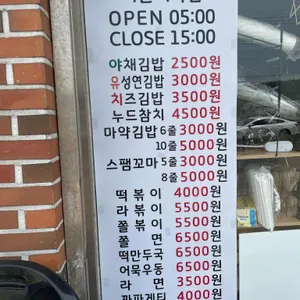 OPEN 05:00
CLOSE 15:00
야채김밥 2500원
유성연김밥 3000원
치즈김밥 3500원
누드참치 4500원
마약김밥 6줄 3000원
10줄 5000원
스팸꼬마 5줄 3000원
8줄 5000원
떡볶이 4000원
라볶이 5500원
쫄볶이 5500원
쫄면 6500원
떡만두국 6500원
어묵우동 6500원
라면 3500원
짜파게티 4000원